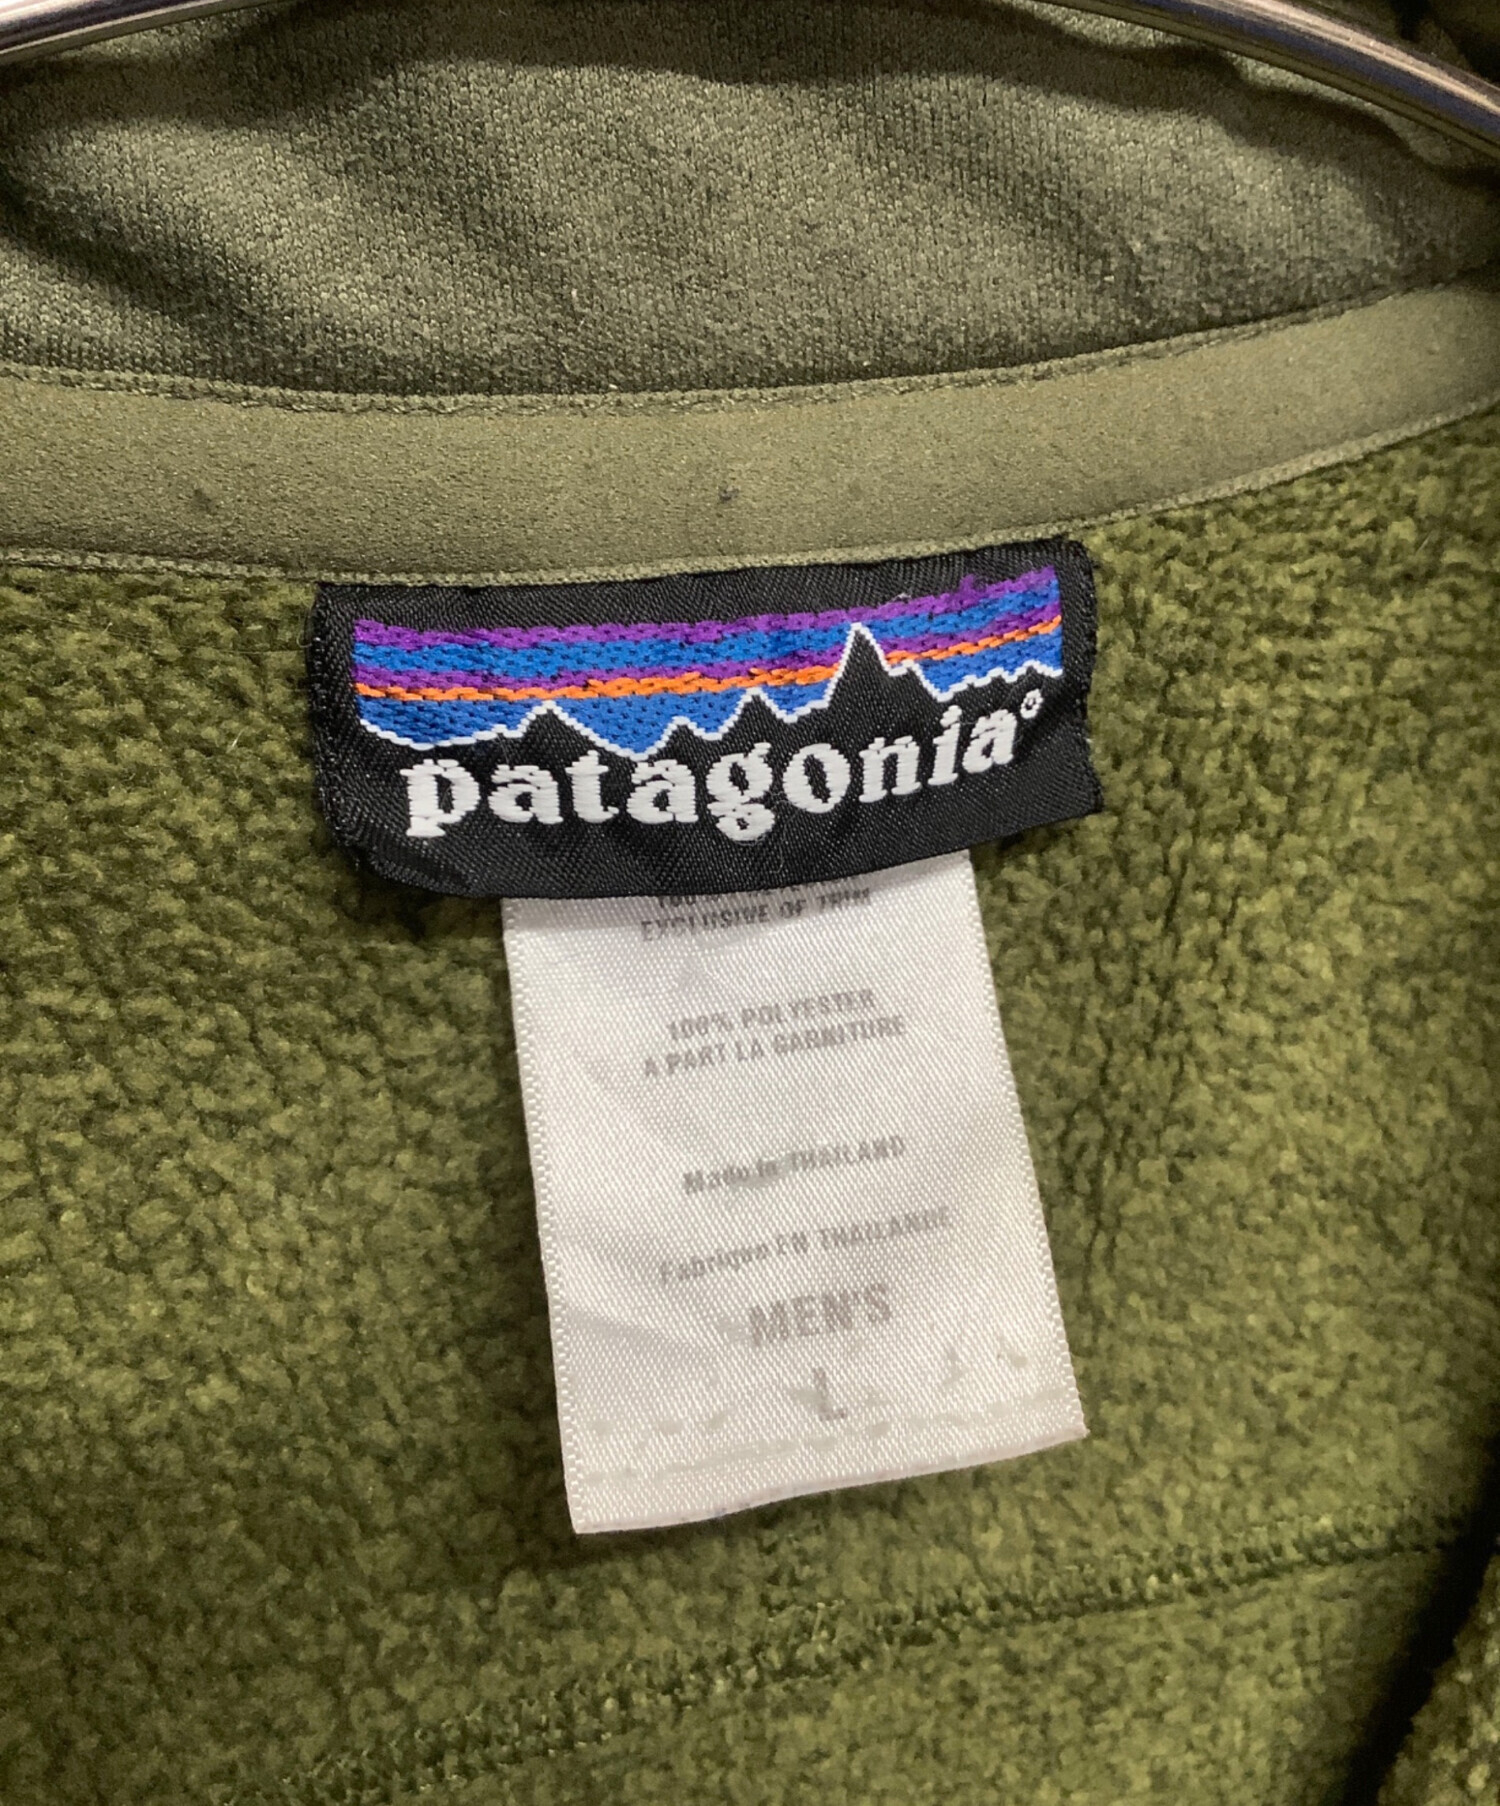 patagonia®
EXCLUSIVE OF TRIM
100% POLYESTER
A PART LA GARNITURE
Made in THAILAND
Fabriqué EN THAILANDE
MEN'S
L